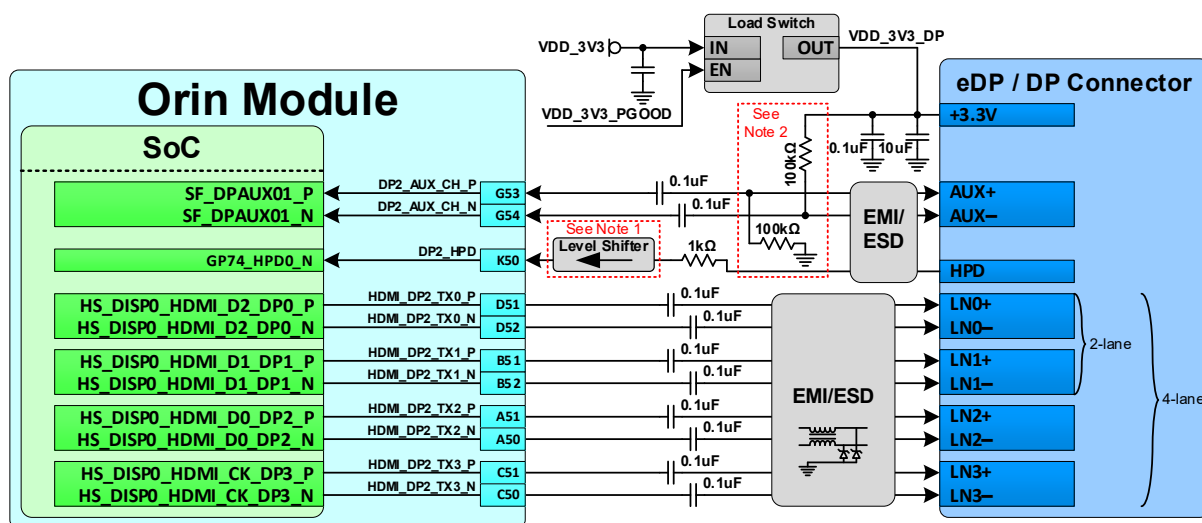 Load Switch
VDD_3V3
IN
OUT
EN
VDD_3V3_DP
VDD_3V3_PGOOD
Orin Module
SoC
eDP / DP Connector
+3.3V
See
Note 2
100kΩ
0.1uF
10uF
SF_DPAUX01_P
DP2_AUX_CH_P
G53
0.1uF
AUX+
SF_DPAUX01_N
DP2_AUX_CH_N
G54
0.1uF
AUX–
EMI/
ESD
See Note 1
Level Shifter
100kΩ
1kΩ
GP74_HPD0_N
DP2_HPD
K50
HPD
HS_DISP0_HDMI_D2_DP0_P
HDMI_DP2_TX0_P
D51
0.1uF
LN0+
HS_DISP0_HDMI_D2_DP0_N
HDMI_DP2_TX0_N
D52
0.1uF
LN0–
HS_DISP0_HDMI_D1_DP1_P
HDMI_DP2_TX1_P
B51
0.1uF
LN1+
HS_DISP0_HDMI_D1_DP1_N
HDMI_DP2_TX1_N
B52
0.1uF
LN1–
2-lane
EMI/ESD
4-lane
HS_DISP0_HDMI_D0_DP2_P
HDMI_DP2_TX2_P
A51
0.1uF
LN2+
HS_DISP0_HDMI_D0_DP2_N
HDMI_DP2_TX2_N
A50
0.1uF
LN2–
HS_DISP0_HDMI_CK_DP3_P
HDMI_DP2_TX3_P
C51
0.1uF
LN3+
HS_DISP0_HDMI_CK_DP3_N
HDMI_DP2_TX3_N
C50
0.1uF
LN3–